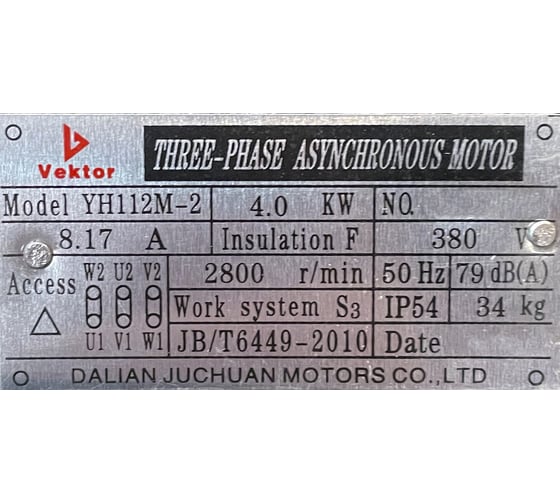 Vektor
THREE-PHASE ASYNCHRONOUS MOTOR
Model YH112M-2 4.0 KW NO.
8.17 A Insulation F 380 V
Access W2 U2 V2 2800 r/min 50 Hz 79 dB(A)
△ Work system S3 IP54 34 kg
U1 V1 W1 JB/T6449-2010 Date
DALIAN JUCHUAN MOTORS CO.,LTD